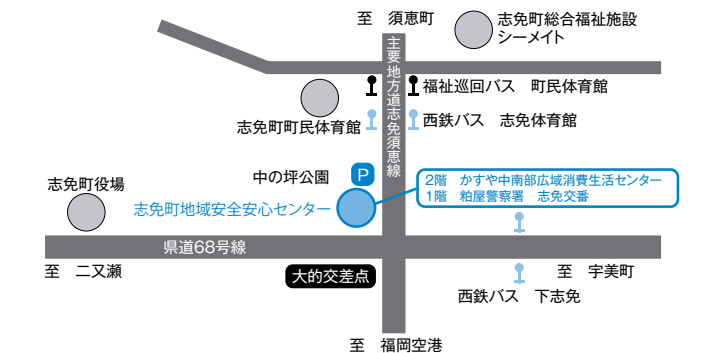 至 須恵町
志免町総合福祉施設
シーメイト
主要地方道志免須恵線
福祉巡回バス 町民体育館
志免町町民体育館
西鉄バス 志免体育館
中の坪公園
P
2階 かすや中南部広域消費生活センター
1階 粕屋警察署 志免交番
志免町役場
志免町地域安全安心センター
県道68号線
至 二又瀬
大的交差点
至 宇美町
西鉄バス 下志免
至 福岡空港